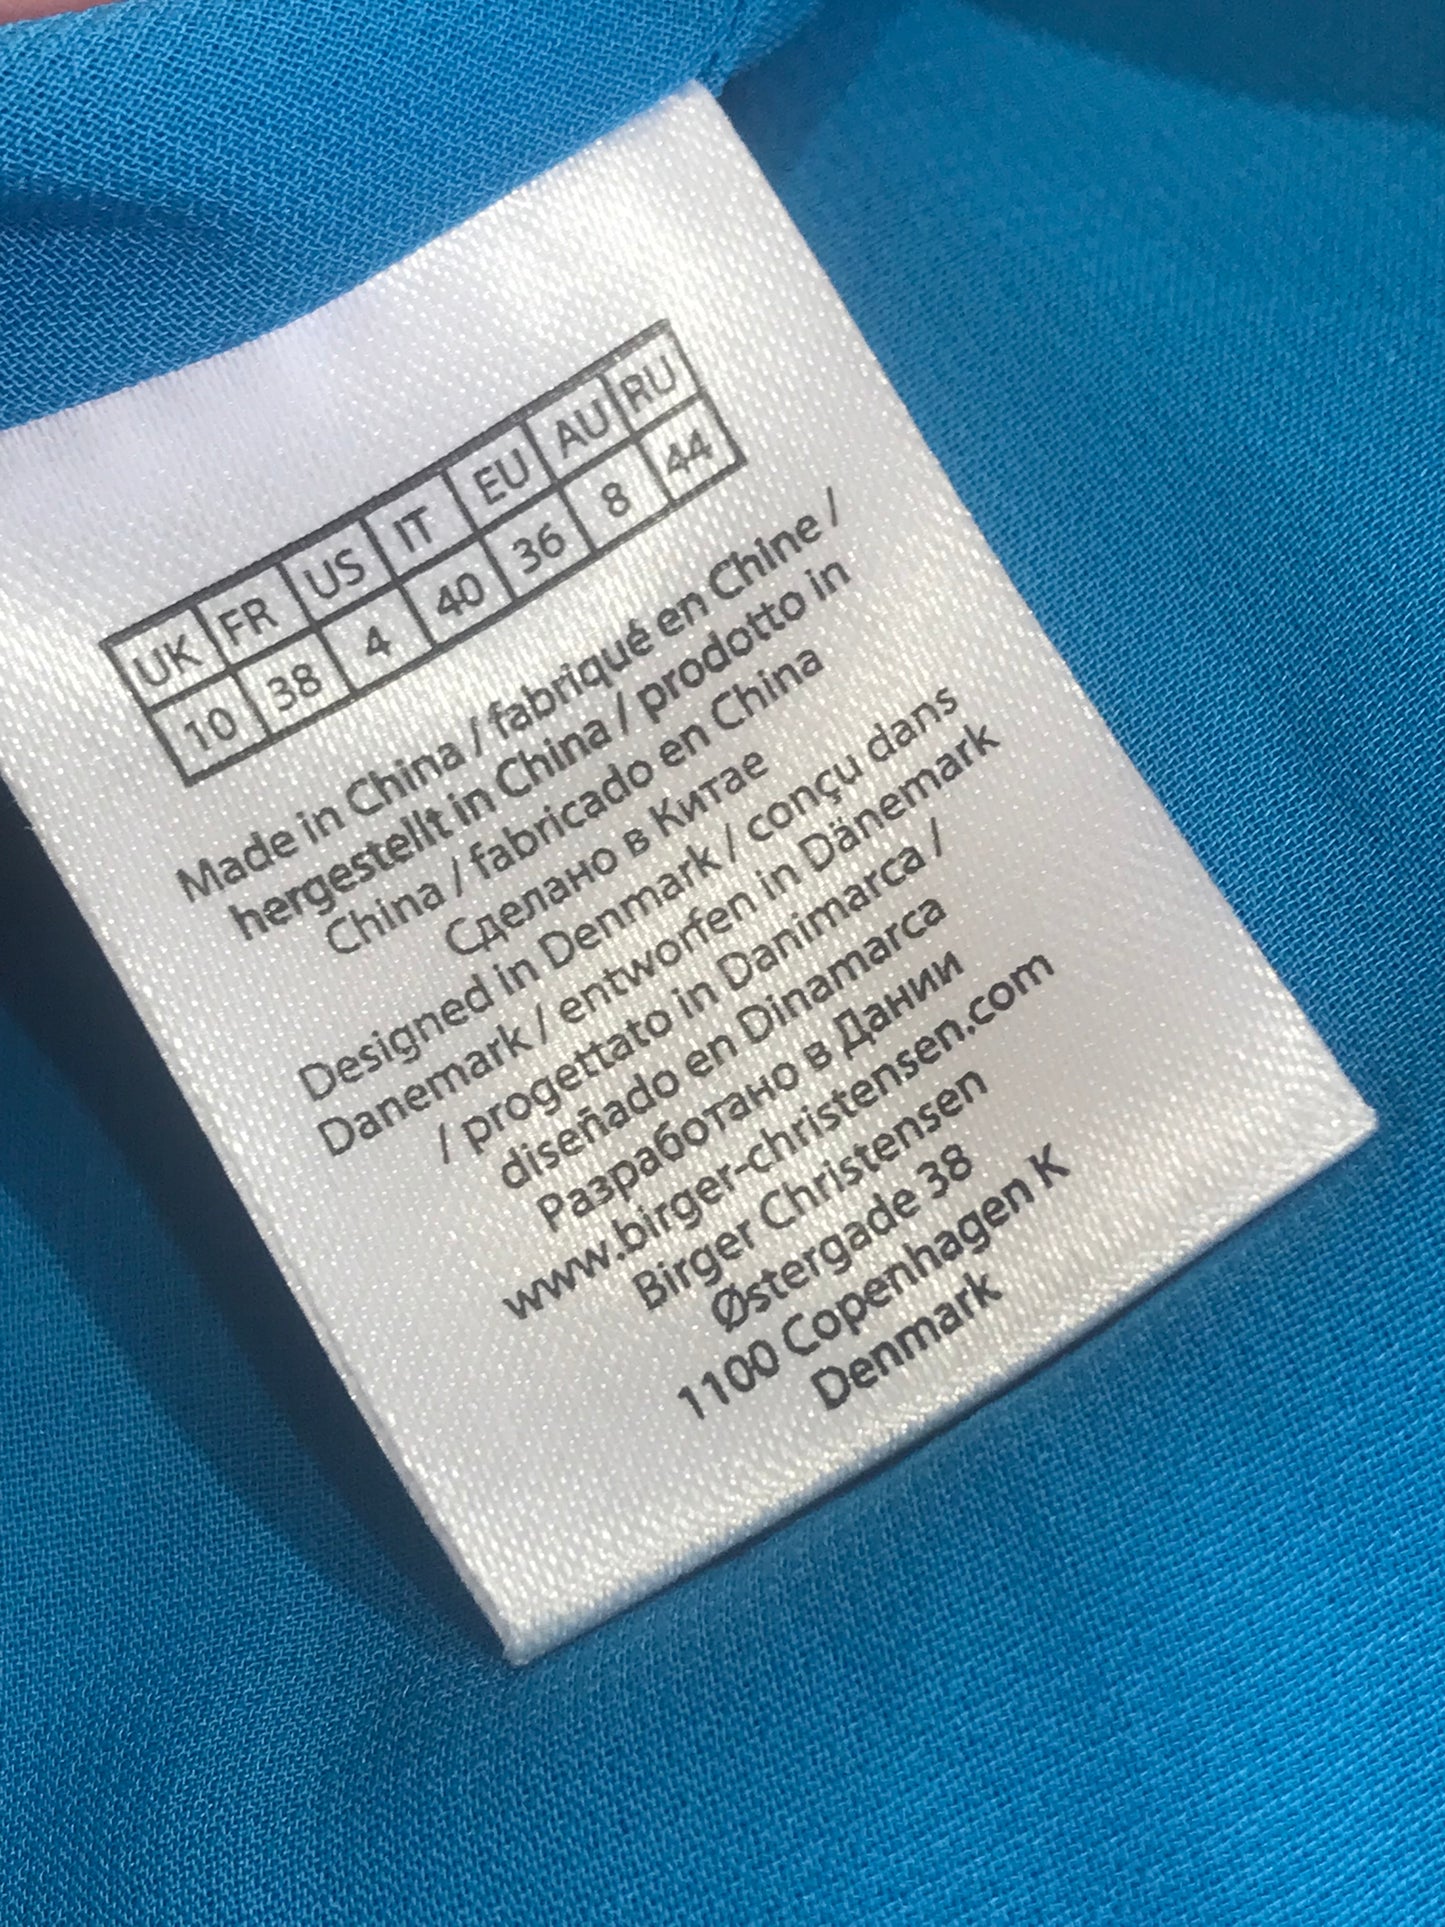 UK FR US IT EU AU RU
10 38 4 40 36 8 44
Made in China / fabriqué en Chine /
hergestellt in China / prodotto in
China / fabricado en China
Сделано в Китае
Designed in Denmark / conçu dans
Danemark / entworfen in Dänemark
/ progettato in Danimarca /
diseñado en Dinamarca
Разработано в Дании
www.birger-christensen.com
Birger Christensen
Østergade 38
1100 Copenhagen K
Denmark